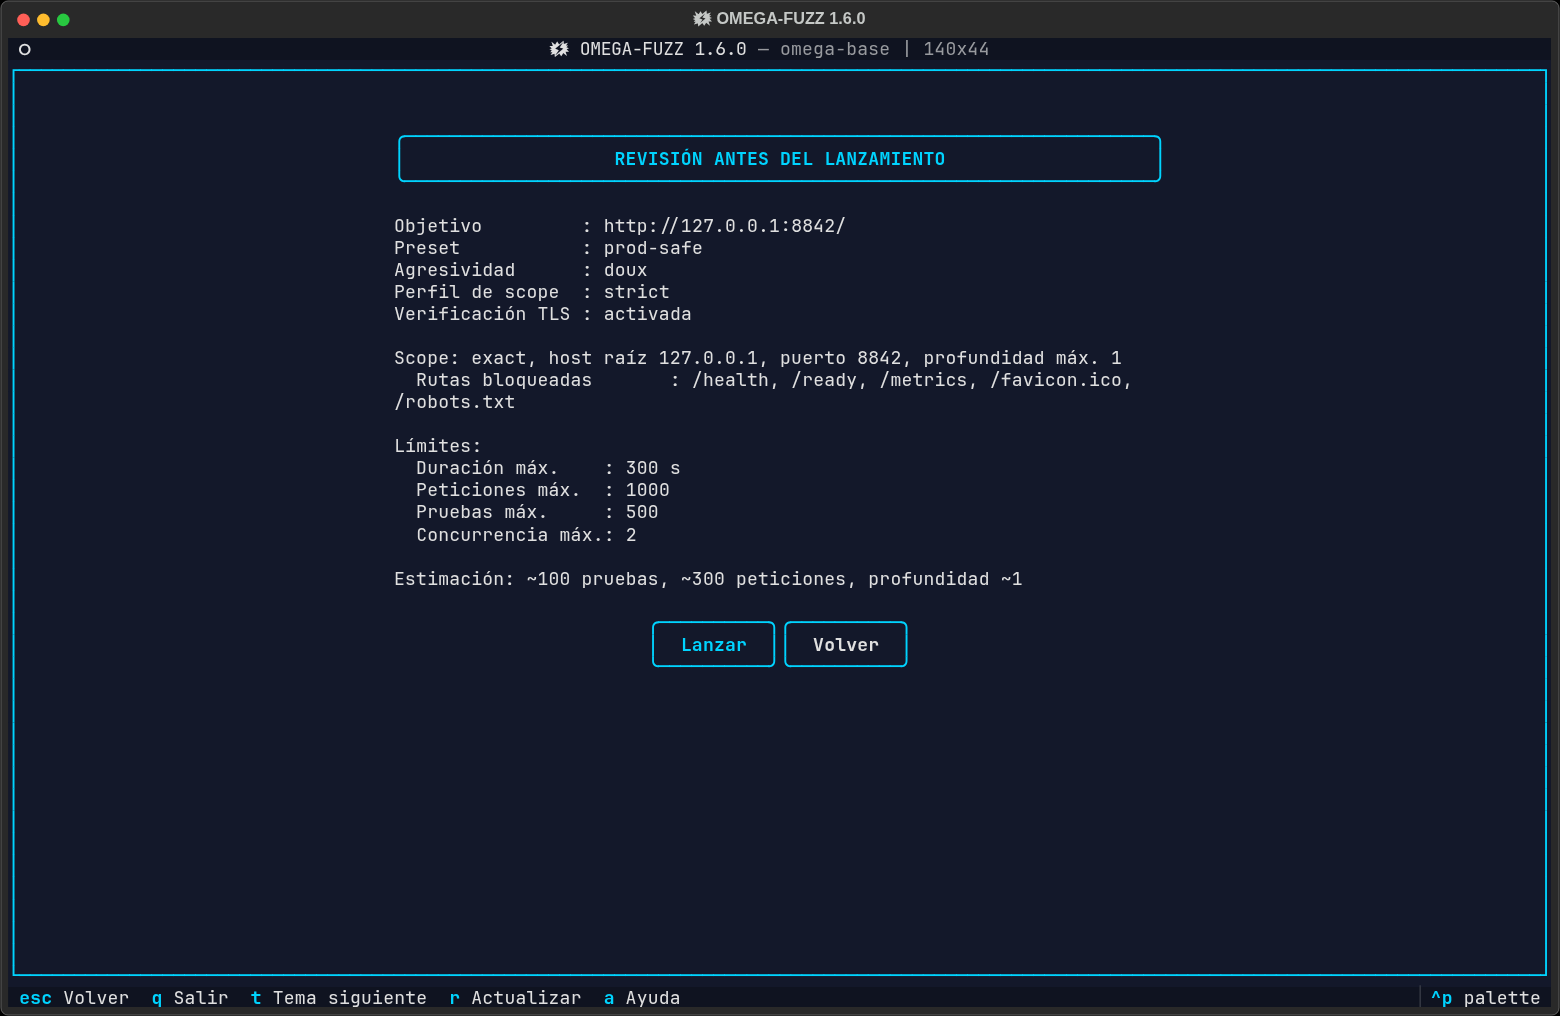 OMEGA-FUZZ 1.6.0
OMEGA-FUZZ 1.6.0 — omega-base | 140x44
REVISIÓN ANTES DEL LANZAMIENTO
Objetivo : http://127.0.0.1:8842/
Preset : prod-safe
Agresividad : doux
Perfil de scope : strict
Verificación TLS : activada
Scope: exact, host raíz 127.0.0.1, puerto 8842, profundidad máx. 1
Rutas bloqueadas : /health, /ready, /metrics, /favicon.ico,
/robots.txt
Límites:
Duración máx. : 300 s
Peticiones máx. : 1000
Pruebas máx. : 500
Concurrencia máx.: 2
Estimación: ~100 pruebas, ~300 peticiones, profundidad ~1
Lanzar Volver
esc Volver q Salir t Tema siguiente r Actualizar a Ayuda ^p palette